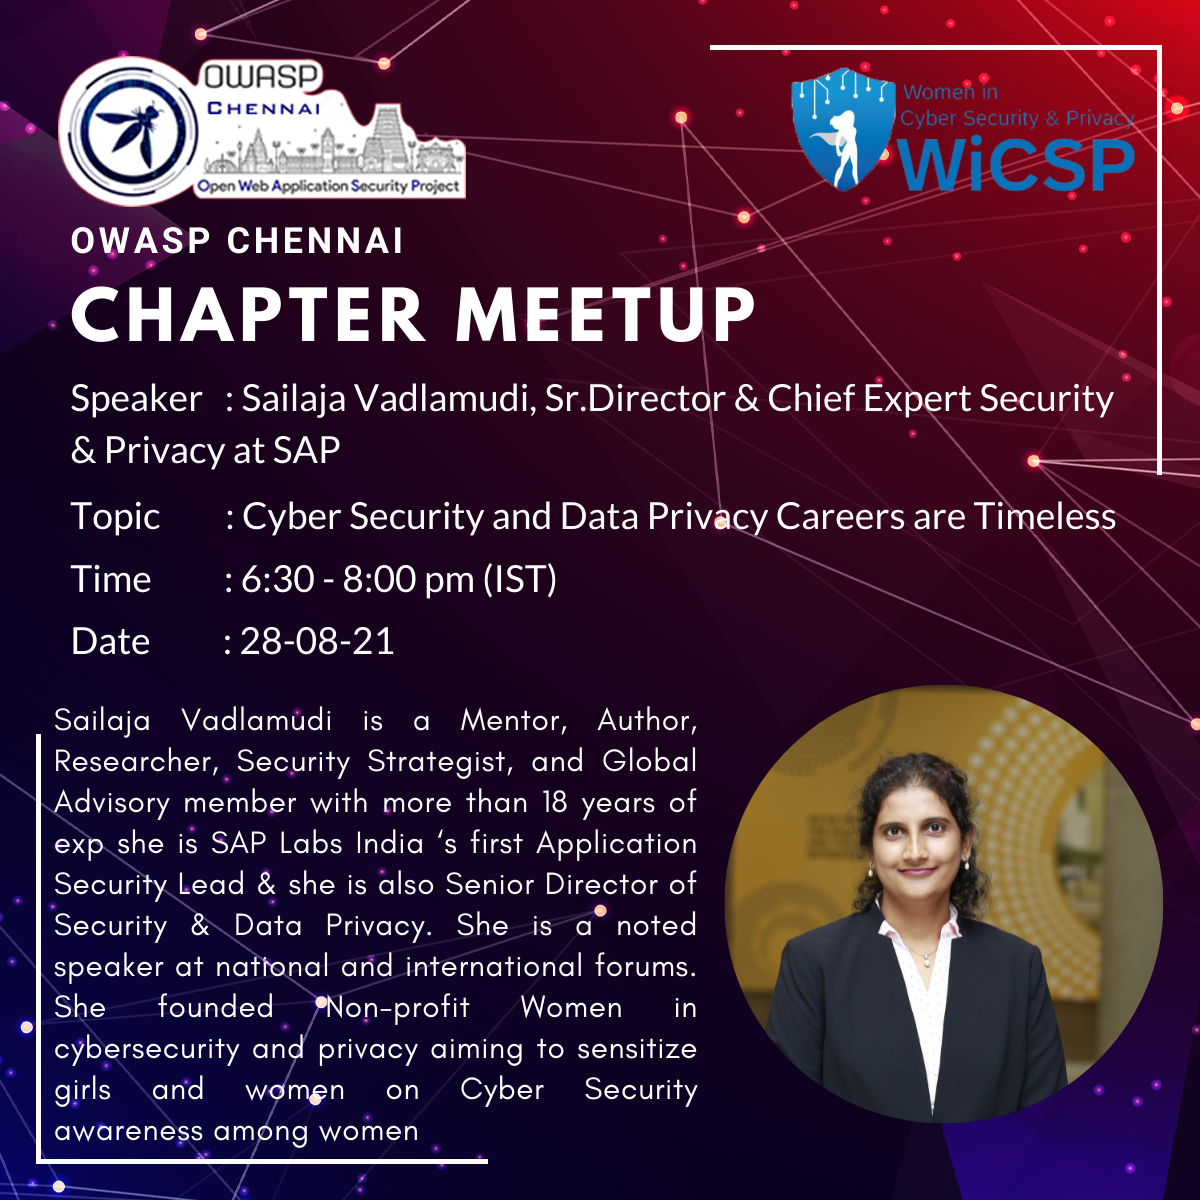 OWASP
CHENNAI
Open Web Application Security Project
Women in
Cyber Security & Privacy
WiCSP
OWASP CHENNAI
CHAPTER MEETUP
Speaker : Sailaja Vadlamudi, Sr.Director & Chief Expert Security
& Privacy at SAP
Topic : Cyber Security and Data Privacy Careers are Timeless
Time : 6:30 - 8:00 pm (IST)
Date : 28-08-21
Sailaja Vadlamudi is a Mentor, Author,
Researcher, Security Strategist, and Global
Advisory member with more than 18 years of
exp she is SAP Labs India ‘s first Application
Security Lead & she is also Senior Director of
Security & Data Privacy. She is a noted
speaker at national and international forums.
She founded Non-profit Women in
cybersecurity and privacy aiming to sensitize
girls and women on Cyber Security
awareness among women